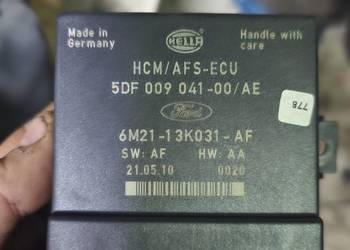 Made in
Germany
HELLA
Handle with
care
HCM/AFS-ECU
5DF 009 041-00/AE
778
Ford
6M21-13K031-AF
SW: AF HW: AA
21.05.10 0020